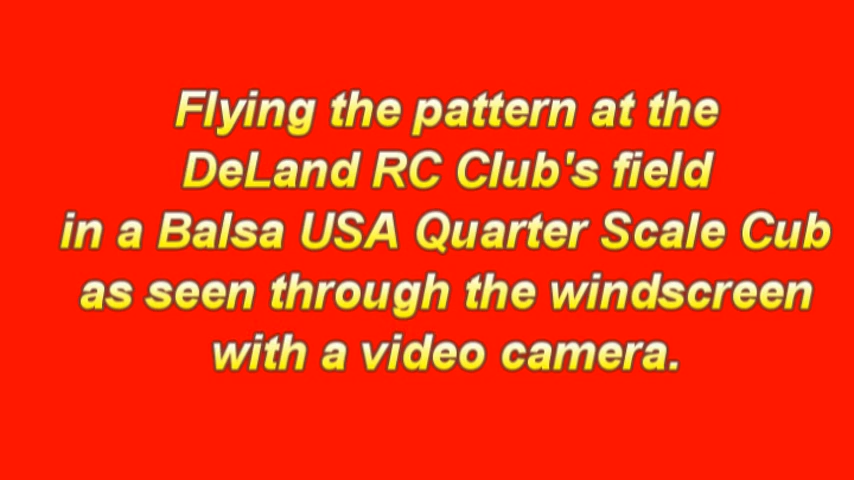 Flying the pattern at the
DeLand RC Club's field
in a Balsa USA Quarter Scale Cub
as seen through the windscreen
with a video camera.